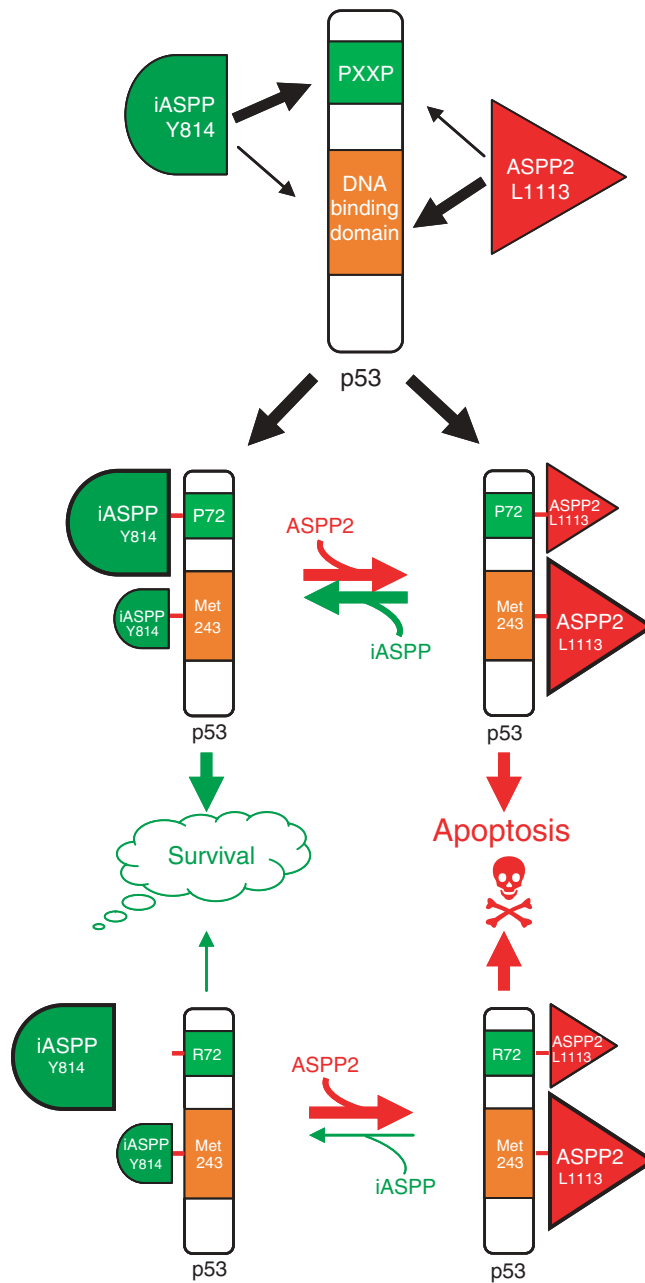 iASPP
Y814
PXXP
DNA
binding
domain
ASPP2
L1113
p53
iASPP
Y814
iASPP
Y814
P72
Met
243
p53
ASPP2
iASPP
P72
Met
243
p53
ASPP2
L1113
ASPP2
L1113
Survival
Apoptosis
iASPP
Y814
iASPP
Y814
R72
Met
243
p53
ASPP2
iASPP
R72
Met
243
p53
ASPP2
L1113
ASPP2
L1113